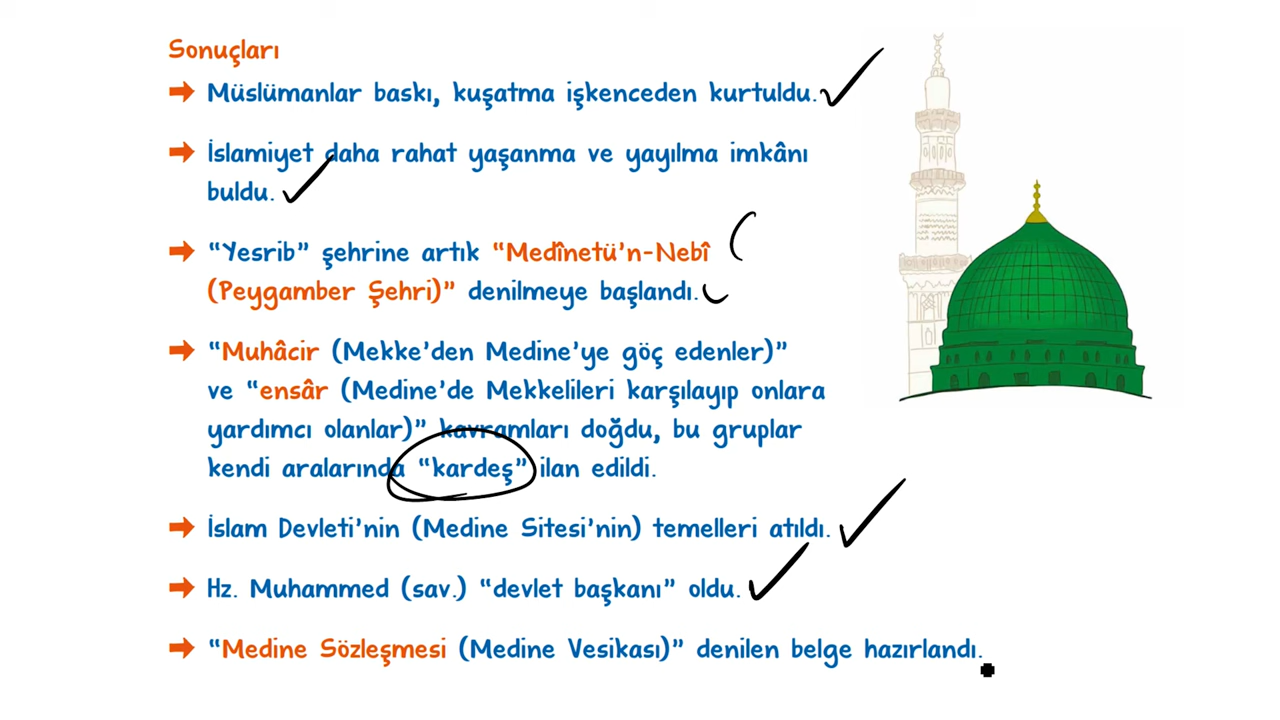 Sonuçları
➡ Müslümanlar baskı, kuşatma işkenceden kurtuldu.
➡ İslamiyet daha rahat yaşanma ve yayılma imkânı
buldu.
➡ “Yesrib” şehrine artık “Medînetü’n-Nebî
(Peygamber Şehri)” denilmeye başlandı.
➡ “Muhâcir (Mekke’den Medine’ye göç edenler)”
ve “ensâr (Medine’de Mekkelileri karşılayıp onlara
yardımcı olanlar)” kavramları doğdu, bu gruplar
kendi aralarında “kardeş” ilan edildi.
➡ İslam Devleti’nin (Medine Sitesi’nin) temelleri atıldı.
➡ Hz. Muhammed (sav.) “devlet başkanı” oldu.
➡ “Medine Sözleşmesi (Medine Vesikası)” denilen belge hazırlandı.